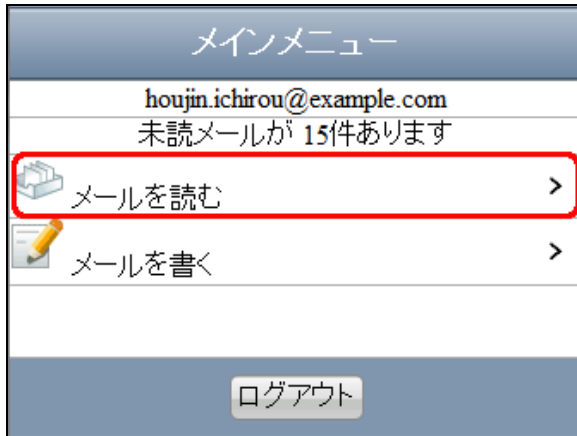 メインメニュー
houjin.ichirou@example.com
未読メールが 15件あります
メールを読む
メールを書く
ログアウト